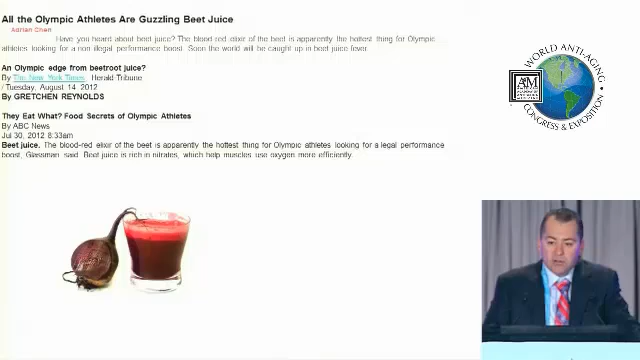 All the Olympic Athletes Are Guzzling Beet Juice
Adrian Chen
Have you heard about beet juice? The blood-red elixir of the beet is apparently the hottest thing for Olympic
athletes looking for a non illegal performance boost. Soon the world will be caught up in beet juice fever.
An Olympic edge from beetroot juice?
By The New York Times, Herald Tribune
/ Tuesday, August 14 2012
By GRETCHEN REYNOLDS
They Eat What? Food Secrets of Olympic Athletes
By ABC News
Jul 30, 2012 8:33am
Beet juice. The blood-red elixir of the beet is apparently the hottest thing for Olympic athletes looking for a legal performance
boost, Glassman said. Beet juice is rich in nitrates, which help muscles use oxygen more efficiently.
WORLD ANTI-AGING
CONGRESS & EXPOSITION